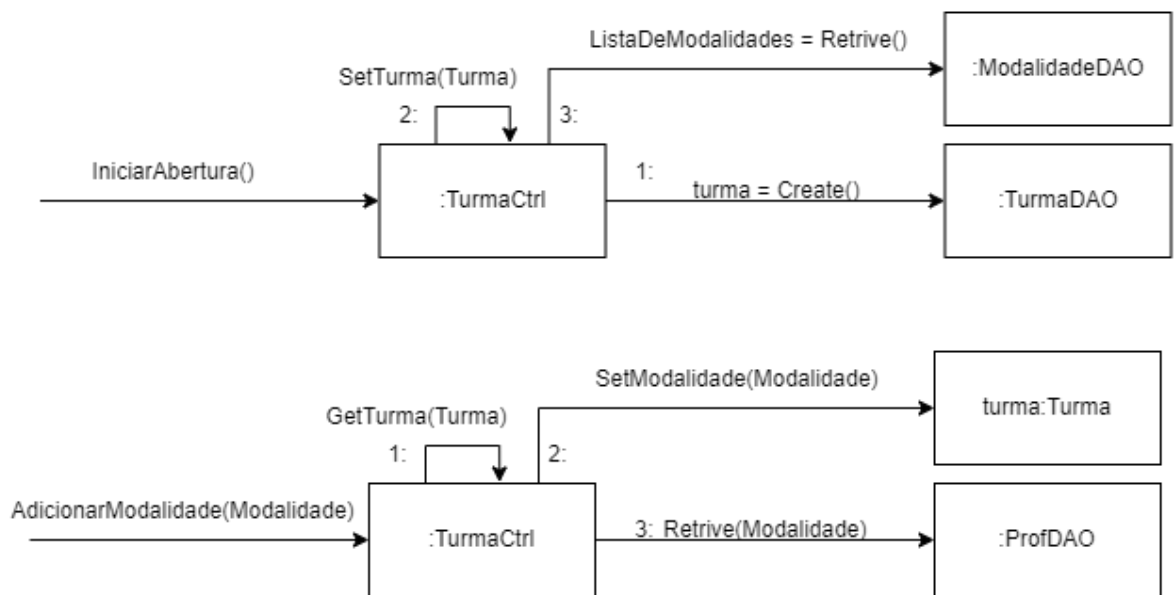 ListaDeModalidades = Retrive()
:ModalidadeDAO
SetTurma(Turma)
2:
3:
IniciarAbertura()
:TurmaCtrl
1:
turma = Create()
:TurmaDAO
SetModalidade(Modalidade)
turma:Turma
GetTurma(Turma)
1:
2:
AdicionarModalidade(Modalidade)
:TurmaCtrl
3: Retrive(Modalidade)
:ProfDAO